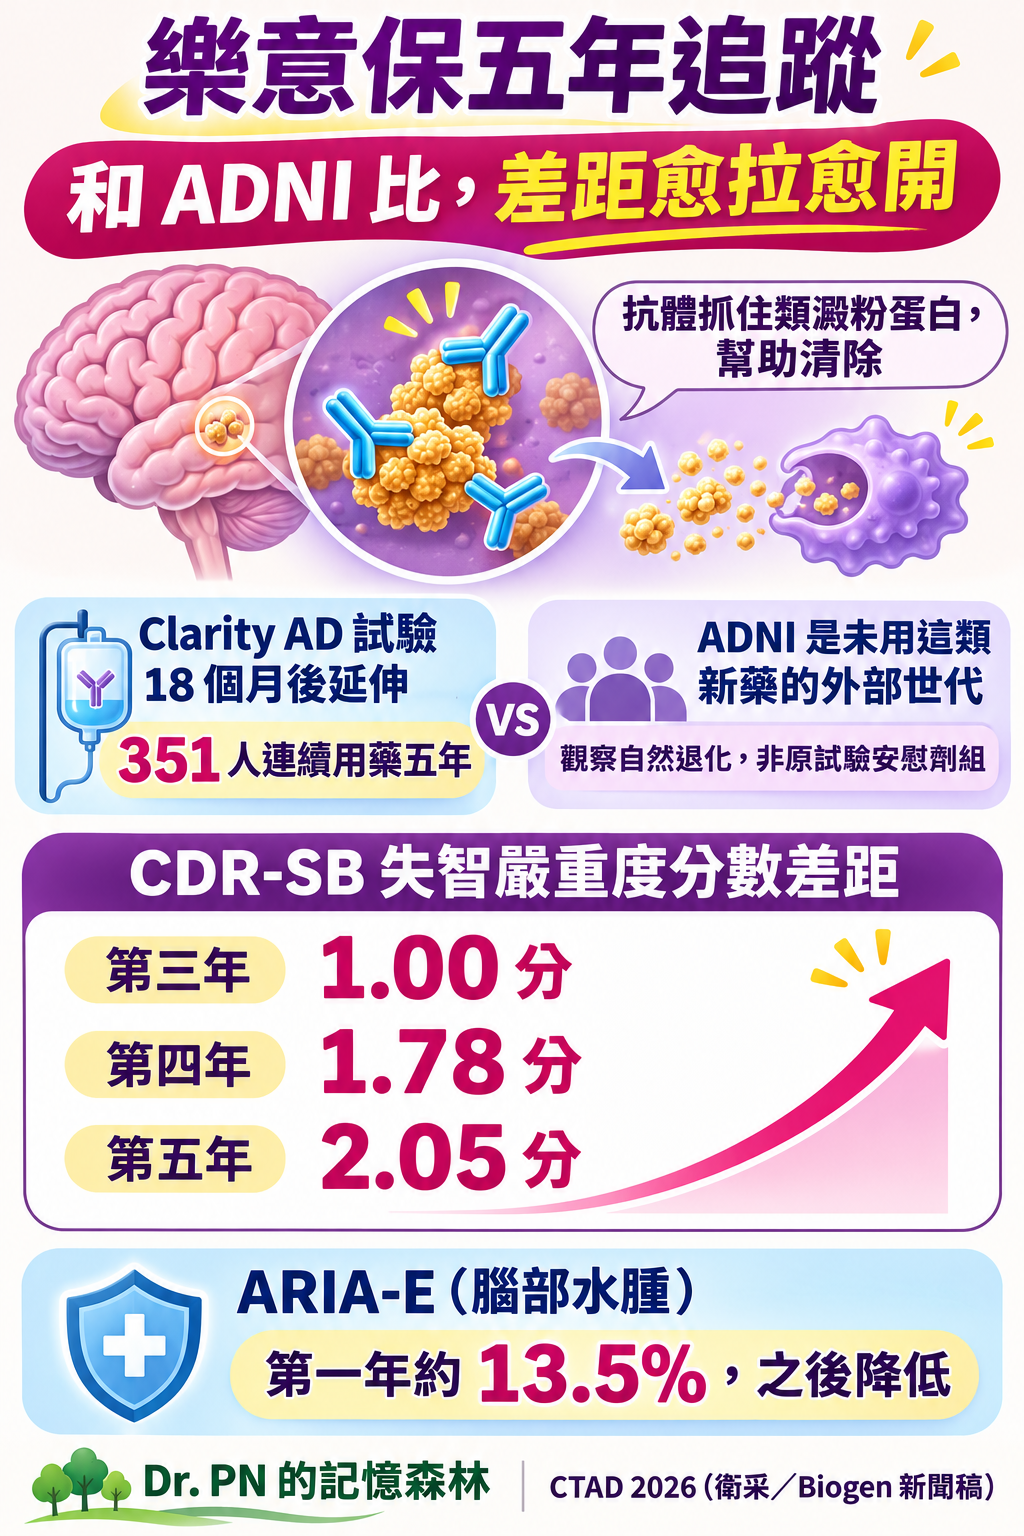 樂意保五年追蹤
和 ADNI 比，差距愈拉愈開
抗體抓住類澱粉蛋白，
幫助清除
Clarity AD 試驗
18 個月後延伸
351 人連續用藥五年
VS
ADNI 是未用這類
新藥的外部世代
觀察自然退化，非原試驗安慰劑組
CDR-SB 失智嚴重度分數差距
第三年 1.00 分
第四年 1.78 分
第五年 2.05 分
ARIA-E（腦部水腫）
第一年約 13.5%，之後降低
Dr. PN 的記憶森林
CTAD 2026（衛采／Biogen 新聞稿）